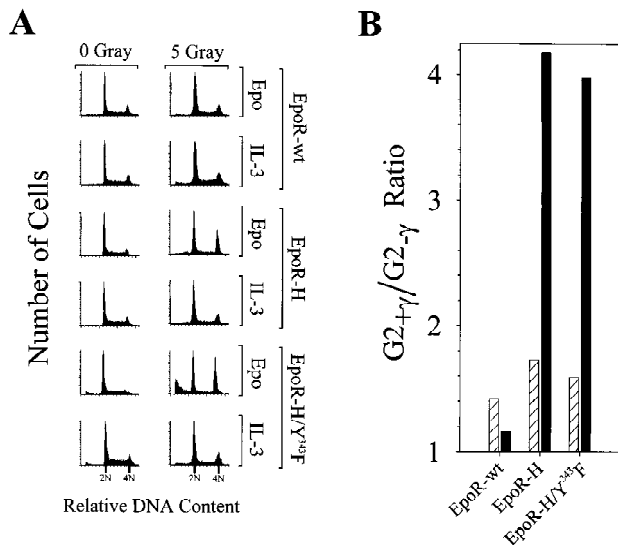 A
0 Gray 5 Gray
Number of Cells
Epo
IL-3
EpoR-wt
Epo
IL-3
EpoR-H
Epo
IL-3
EpoR-H/Y³⁴³F
2N 4N 2N 4N
Relative DNA Content
B
G2+γ/G2-γ Ratio
4
3
2
1
EpoR-wt
EpoR-H
EpoR-H/Y³⁴³F